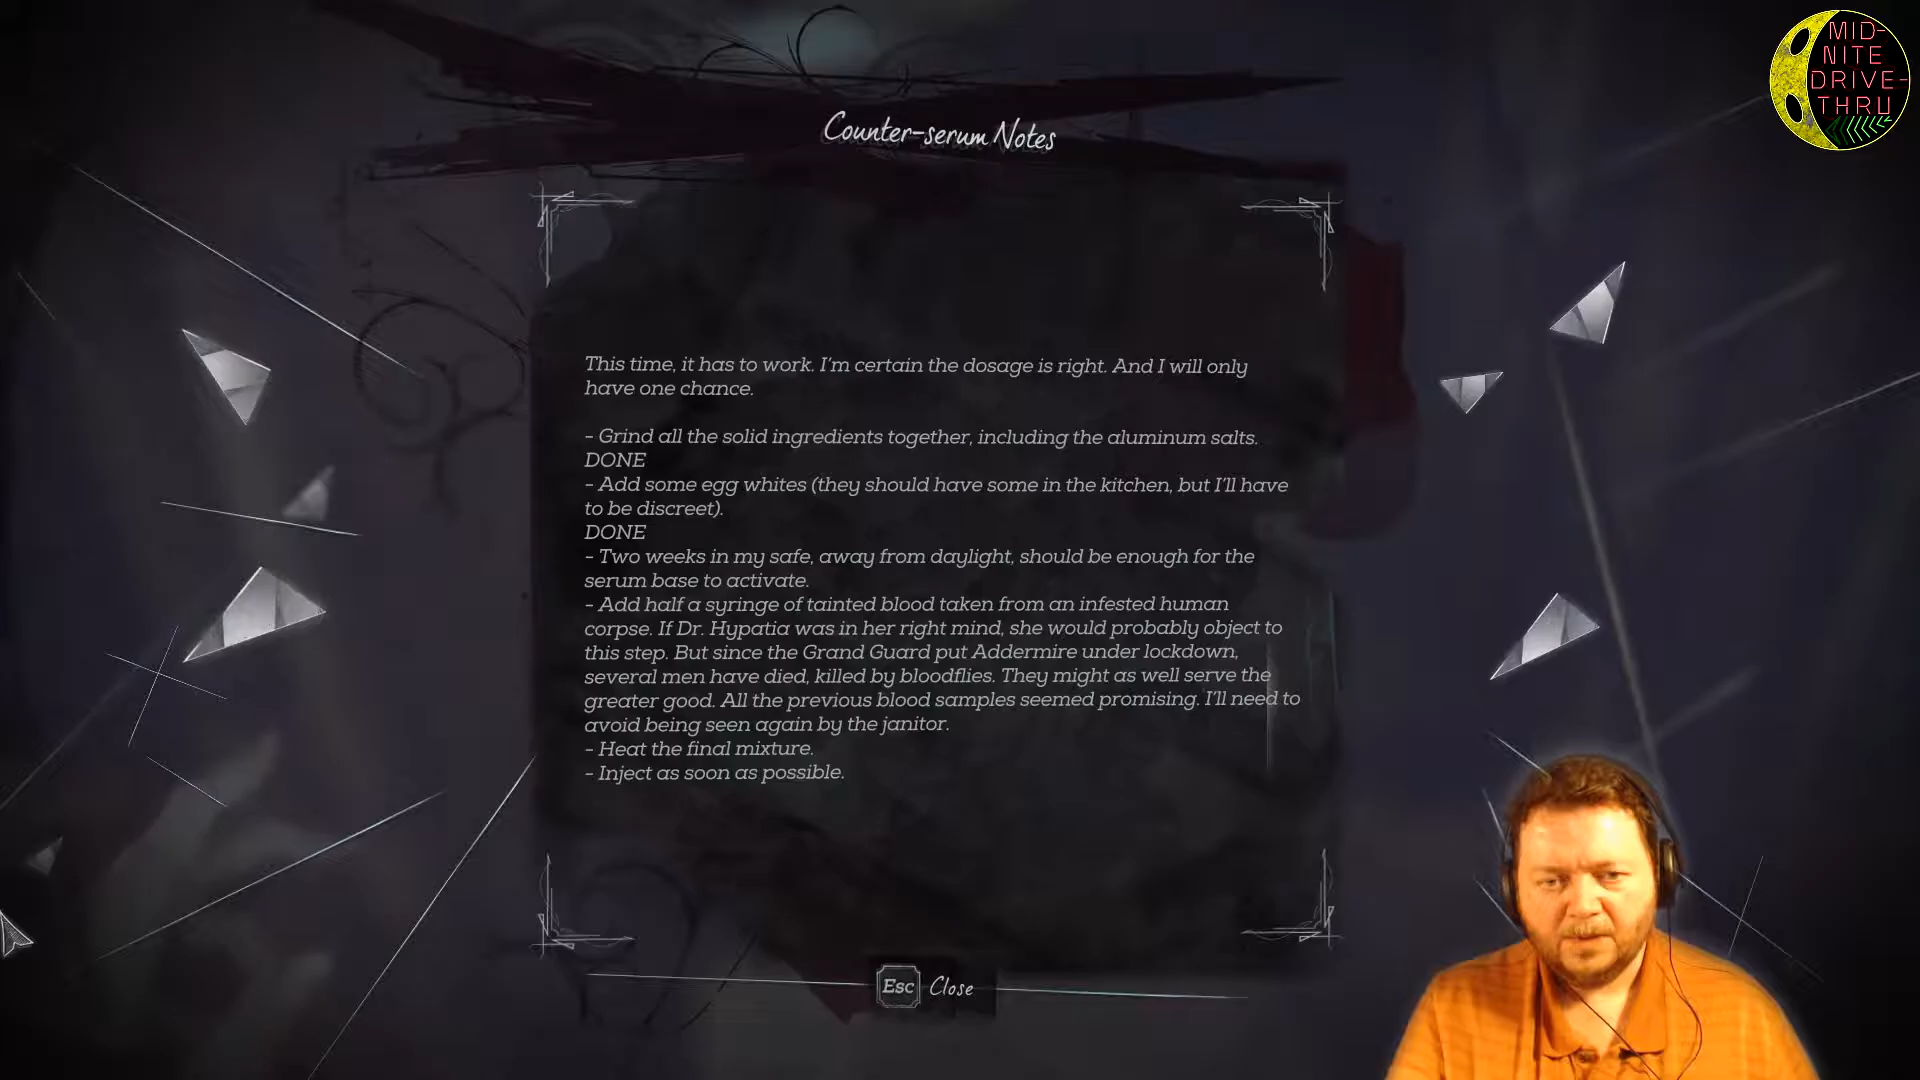 MID-
NITE
DRIVE-
THRU
Counter-serum Notes
This time, it has to work. I'm certain the dosage is right. And I will only
have one chance.
- Grind all the solid ingredients together, including the aluminum salts.
DONE
- Add some egg whites (they should have some in the kitchen, but I'll have
to be discreet).
DONE
- Two weeks in my safe, away from daylight, should be enough for the
serum base to activate.
- Add half a syringe of tainted blood taken from an infested human
corpse. If Dr. Hypatia was in her right mind, she would probably object to
this step. But since the Grand Guard put Addermire under lockdown,
several men have died, killed by bloodflies. They might as well serve the
greater good. All the previous blood samples seemed promising. I'll need to
avoid being seen again by the janitor.
- Heat the final mixture.
- Inject as soon as possible.
Esc Close